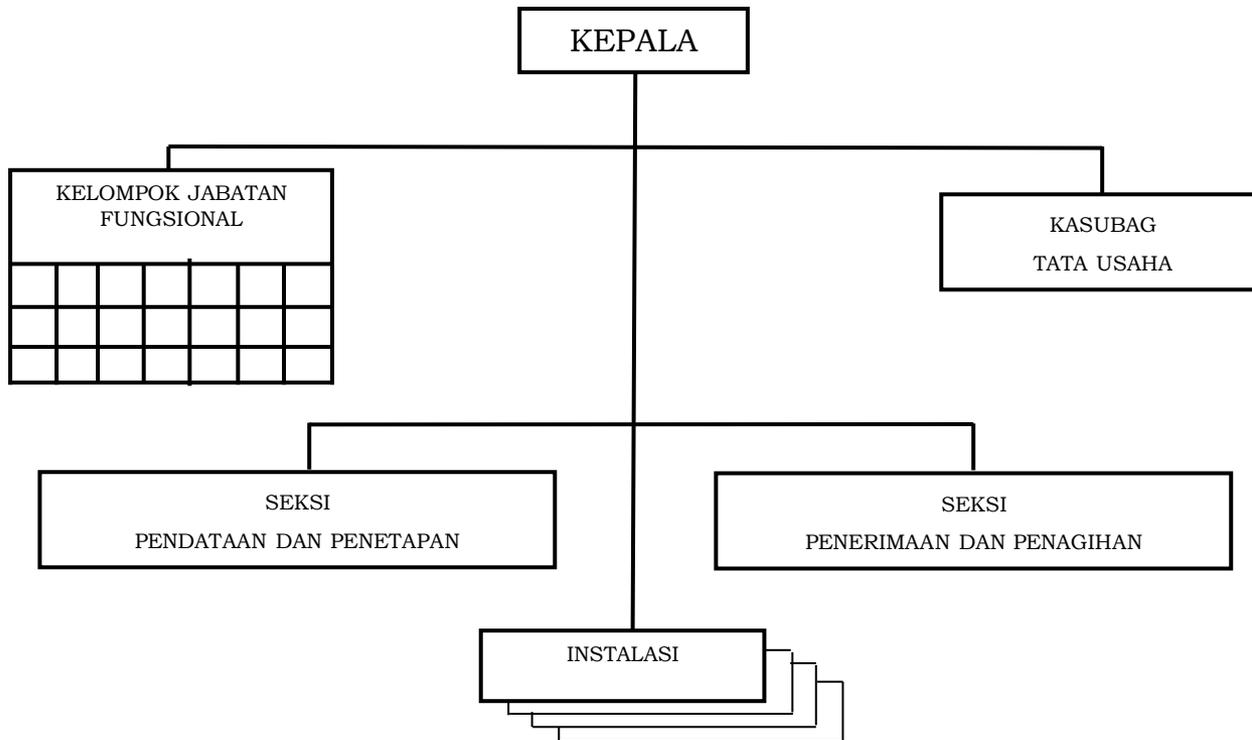 KEPALA
KELOMPOK JABATAN
FUNGSIONAL
KASUBAG
TATA USAHA
SEKSI
PENDATAAN DAN PENETAPAN
SEKSI
PENERIMAAN DAN PENAGIHAN
INSTALASI